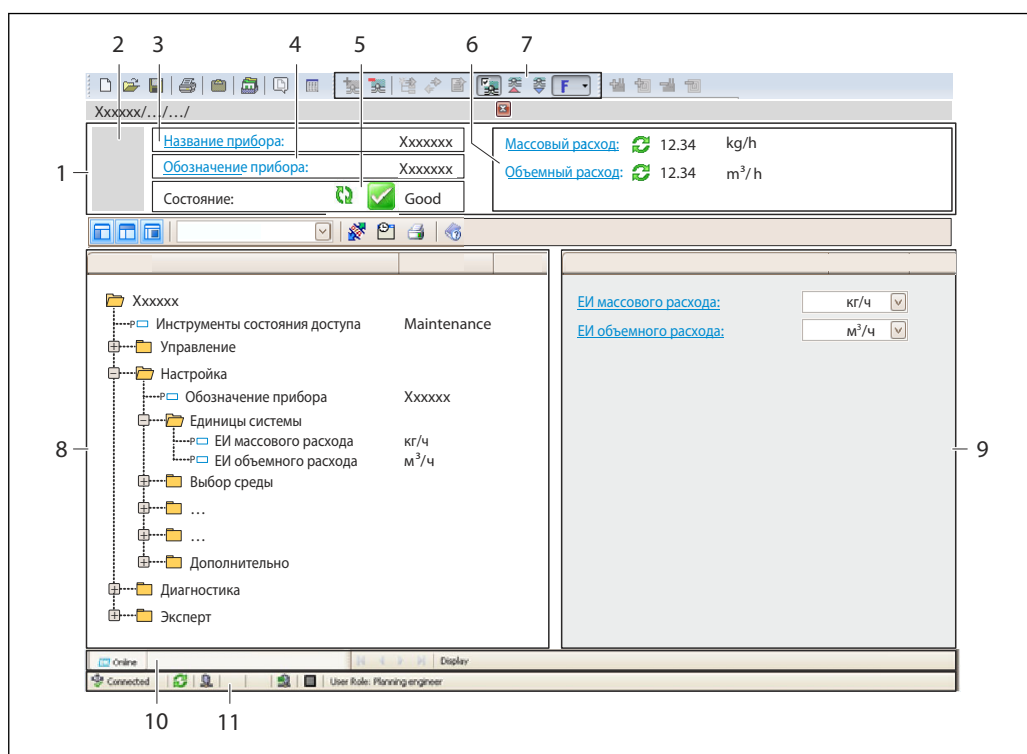 2 3 4 5 6 7
F
Xxxxxx/.../.../
1
Название прибора: Xxxxxxx
Обозначение прибора: Xxxxxxx
Состояние: Good
Массовый расход: 12.34 kg/h
Объемный расход: 12.34 m³/h
Xxxxxx
P Инструменты состояния доступа Maintenance
Управление
Настройка
P Обозначение прибора Xxxxxx
Единицы системы
P ЕИ массового расхода кг/ч
P ЕИ объемного расхода м³/ч
Выбор среды
...
...
Дополнительно
Диагностика
Эксперт
8
ЕИ массового расхода: кг/ч
ЕИ объемного расхода: м³/ч
9
Online Display
Connected User Role: Planning engineer
10 11